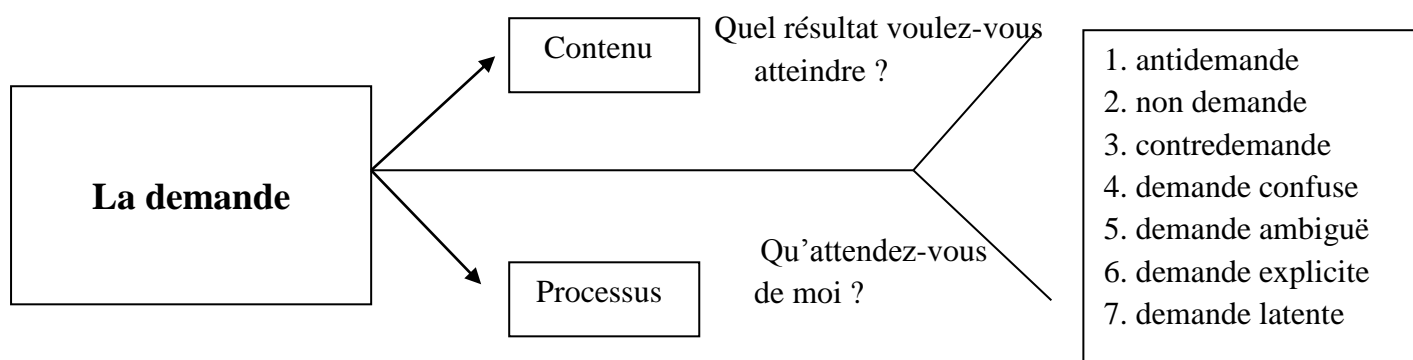 La demande
Contenu
Quel résultat voulez-vous
atteindre ?
Processus
Qu’attendez-vous
de moi ?
1. antidemande
2. non demande
3. contredemande
4. demande confuse
5. demande ambiguë
6. demande explicite
7. demande latente